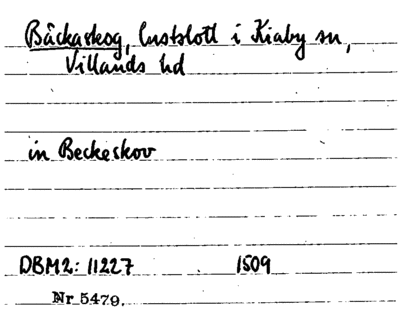 Bäckaskog, lustslott i Kiaby sn,
Villands hd
in Beckeskov
DBM2: 11227 1509
Nr 5479.